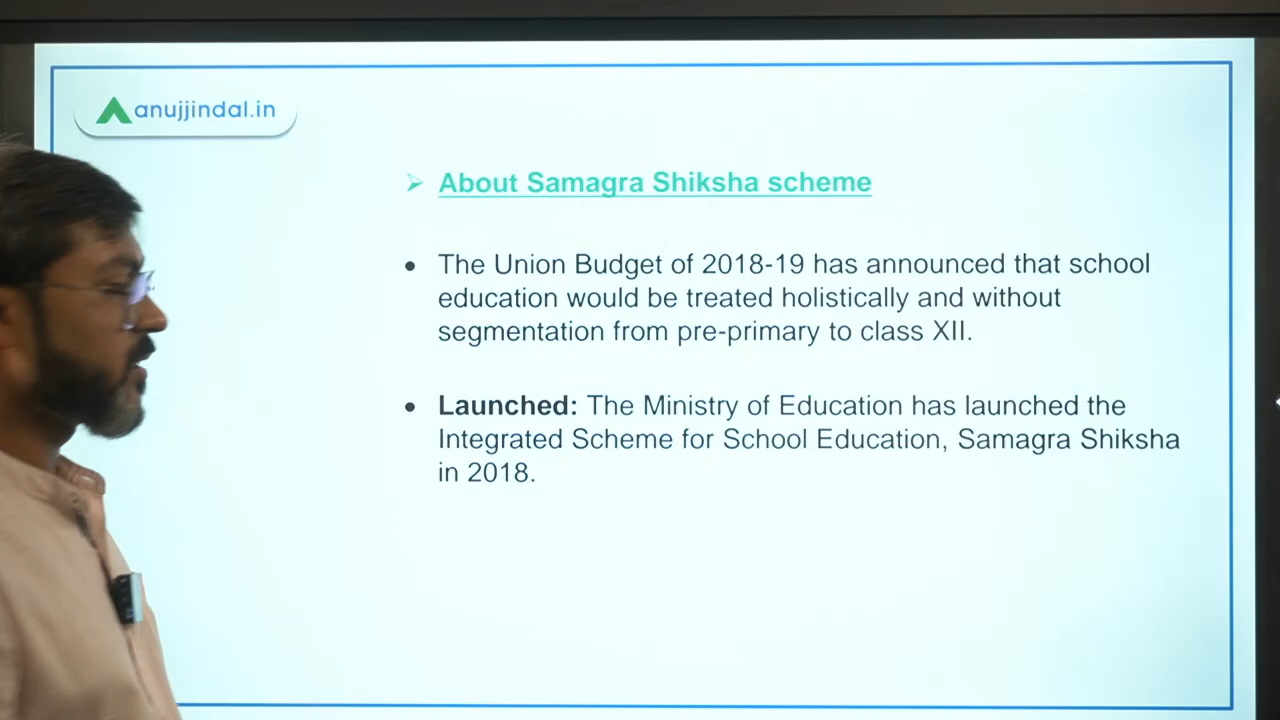 anujjindal.in
➢ About Samagra Shiksha scheme
• The Union Budget of 2018-19 has announced that school
education would be treated holistically and without
segmentation from pre-primary to class XII.
• Launched: The Ministry of Education has launched the
Integrated Scheme for School Education, Samagra Shiksha
in 2018.